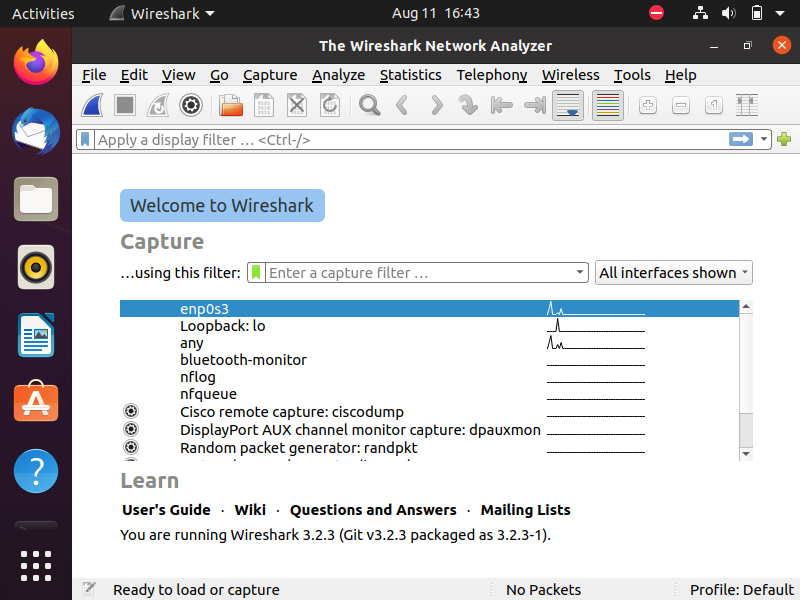 Activities Wireshark Aug 11 16:43
The Wireshark Network Analyzer
File Edit View Go Capture Analyze Statistics Telephony Wireless Tools Help
Apply a display filter … <Ctrl-/>
Welcome to Wireshark
Capture
…using this filter: Enter a capture filter … All interfaces shown
enp0s3
Loopback: lo
any
bluetooth-monitor
nflog
nfqueue
Cisco remote capture: ciscodump
DisplayPort AUX channel monitor capture: dpauxmon
Random packet generator: randpkt
Learn
User's Guide · Wiki · Questions and Answers · Mailing Lists
You are running Wireshark 3.2.3 (Git v3.2.3 packaged as 3.2.3-1).
Ready to load or capture No Packets Profile: Default